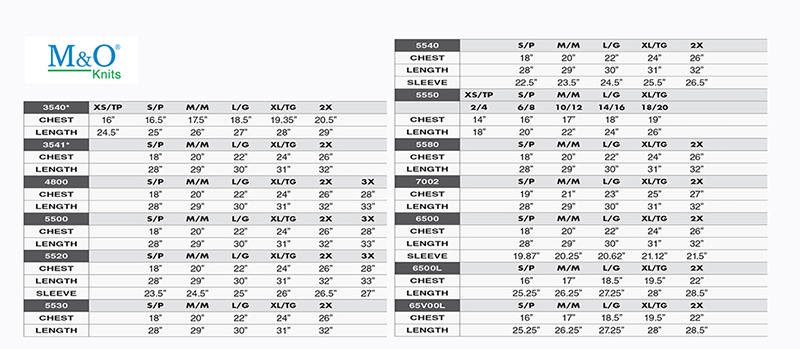 M&O®
Knits
3540* XS/TP S/P M/M L/G XL/TG 2X
CHEST 16" 16.5" 17.5" 18.5" 19.35" 20.5"
LENGTH 24.5" 25" 26" 27" 28" 29"
3541* S/P M/M L/G XL/TG 2X
CHEST 18" 20" 22" 24" 26"
LENGTH 28" 29" 30" 31" 32"
4800 S/P M/M L/G XL/TG 2X 3X
CHEST 18" 20" 22" 24" 26" 28"
LENGTH 28" 29" 30" 31" 32" 33"
5500 S/P M/M L/G XL/TG 2X 3X
CHEST 18" 20" 22" 24" 26" 28"
LENGTH 28" 29" 30" 31" 32" 33"
5520 S/P M/M L/G XL/TG 2X 3X
CHEST 18" 20" 22" 24" 26" 28"
LENGTH 28" 29" 30" 31" 32" 33"
SLEEVE 23.5" 24.5" 25" 26" 26.5" 27"
5530 S/P M/M L/G XL/TG 2X
LENGTH 28" 29" 30" 31" 32"
5540 S/P M/M L/G XL/TG 2X
CHEST 18" 20" 22" 24" 26"
LENGTH 28" 29" 30" 31" 32"
SLEEVE 22.5" 23.5" 24.5" 25.5" 26.5"
5550 XS/TP S/P M/M L/G XL/TG
2/4 6/8 10/12 14/16 18/20
CHEST 14" 16" 17" 18" 19"
LENGTH 18" 20" 22" 24" 26"
5580 S/P M/M L/G XL/TG 2X
CHEST 18" 20" 22" 24" 26"
LENGTH 28" 29" 30" 31" 32"
7002 S/P M/M L/G XL/TG 2X
CHEST 19" 21" 23" 25" 27"
LENGTH 28" 29" 30" 31" 32"
6500 S/P M/M L/G XL/TG 2X
CHEST 18" 20" 22" 24" 26"
LENGTH 28" 29" 30" 31" 32"
SLEEVE 19.87" 20.25" 20.62" 21.12" 21.5"
6500L S/P M/M L/G XL/TG 2X
CHEST 16" 17" 18.5" 19.5" 22"
LENGTH 25.25" 26.25" 27.25" 28" 28.5"
65V00L S/P M/M L/G XL/TG 2X
CHEST 16" 17" 18.5" 19.5" 22"
LENGTH 25.25" 26.25" 27.25" 28" 28.5"